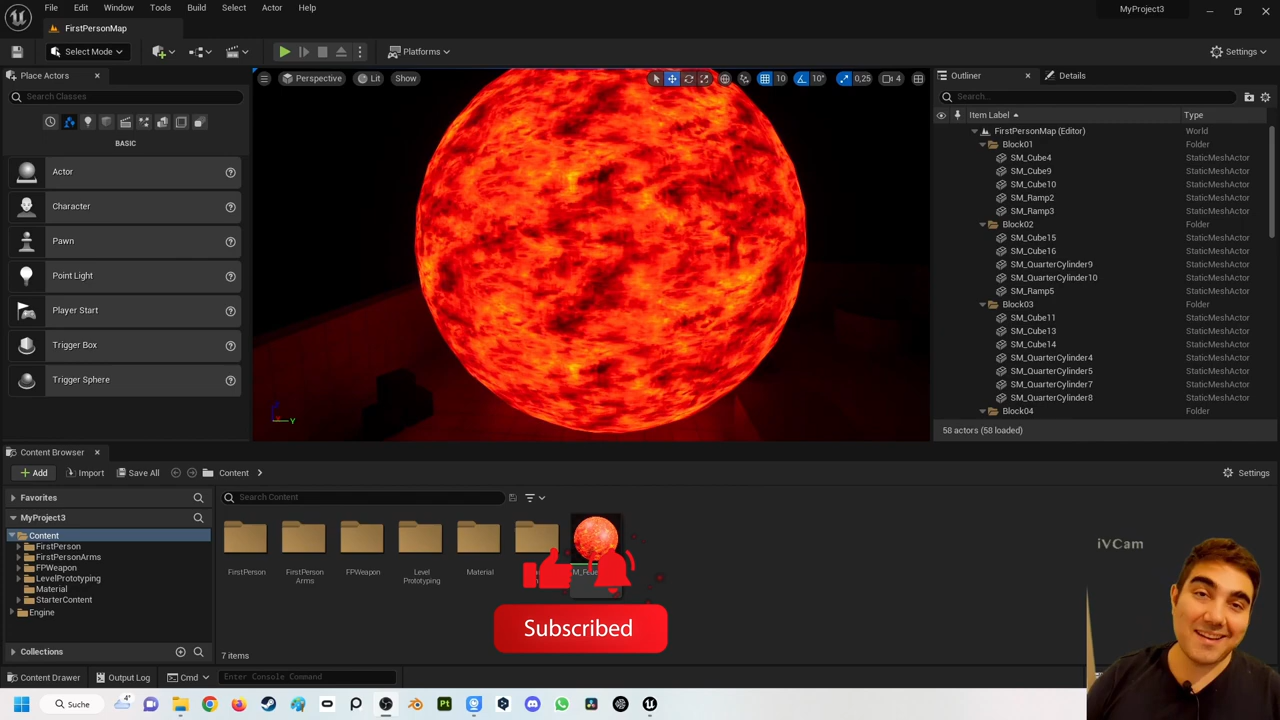 File Edit Window Tools Build Select Actor Help
MyProject3
FirstPersonMap
Select Mode
Platforms
Settings
Place Actors
Search Classes
BASIC
Actor
Character
Pawn
Point Light
Player Start
Trigger Box
Trigger Sphere
Perspective Lit Show
10 10° 0,25 4
Outliner Details
Search...
Item Label Type
FirstPersonMap (Editor) World
Block01 Folder
SM_Cube4 StaticMeshActor
SM_Cube9 StaticMeshActor
SM_Cube10 StaticMeshActor
SM_Ramp2 StaticMeshActor
SM_Ramp3 StaticMeshActor
Block02 Folder
SM_Cube15 StaticMeshActor
SM_Cube16 StaticMeshActor
SM_QuarterCylinder9 StaticMeshActor
SM_QuarterCylinder10 StaticMeshActor
SM_Ramp5 StaticMeshActor
Block03 Folder
SM_Cube11 StaticMeshActor
SM_Cube13 StaticMeshActor
SM_Cube14 StaticMeshActor
SM_QuarterCylinder4 StaticMeshActor
SM_QuarterCylinder5 StaticMeshActor
SM_QuarterCylinder7 StaticMeshActor
SM_QuarterCylinder8 StaticMeshActor
Block04 Folder
58 actors (58 loaded)
Y
Content Browser
Add Import Save All Content
Settings
Favorites
MyProject3
Content
FirstPerson
FirstPersonArms
FPWeapon
LevelPrototyping
Material
StarterContent
Engine
Collections
Search Content
FirstPerson
FirstPerson
Arms
FPWeapon
Level
Prototyping
Material
7 items
Subscribed
iVCam
Content Drawer Output Log Cmd Enter Console Command
4°
Suche